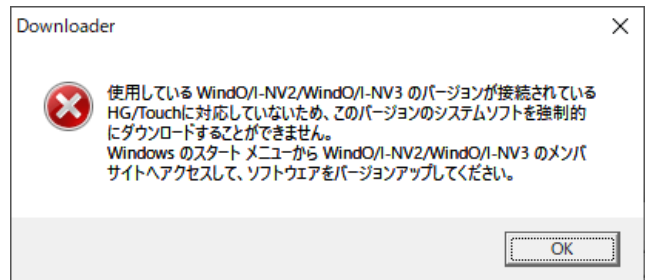 Downloader
使用している WindO/I-NV2/WindO/I-NV3 のバージョンが接続されている
HG/Touchに対応していないため、このバージョンのシステムソフトを強制的
にダウンロードすることができません。
Windows のスタート メニューから WindO/I-NV2/WindO/I-NV3 のメンバ
サイトへアクセスして、ソフトウエアをバージョンアップしてください。
OK